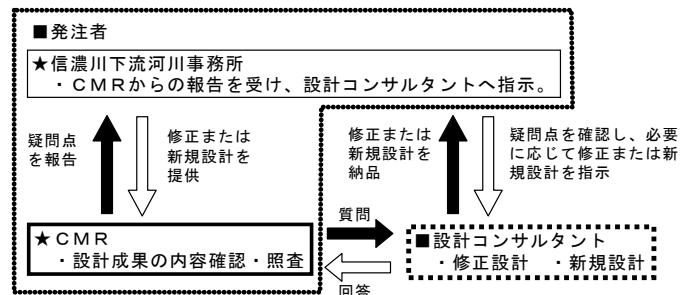 ■発注者
★信濃川下流河川事務所
・CMRからの報告を受け、設計コンサルタントへ指示。
疑問点
を報告
修正または
新規設計を
提供
修正または
新規設計を
納品
疑問点を確認し、必要
に応じて修正または新
規設計を指示
★CMR
・設計成果の内容確認・照査
質問
回答
■設計コンサルタント
・修正設計 ・新規設計